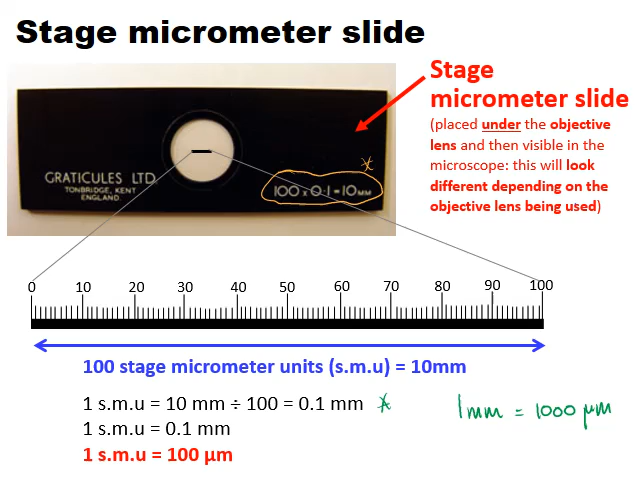 Stage micrometer slide
Stage
micrometer slide
(placed under the objective
lens and then visible in the
microscope: this will look
different depending on the
objective lens being used)
GRATICULES LTD.
TONBRIDGE, KENT
ENGLAND.
100 x 0·1 = 10 MM
0 10 20 30 40 50 60 70 80 90 100
100 stage micrometer units (s.m.u) = 10mm
1 s.m.u = 10 mm ÷ 100 = 0.1 mm
1 s.m.u = 0.1 mm
1 s.m.u = 100 µm
1mm = 1000 µm